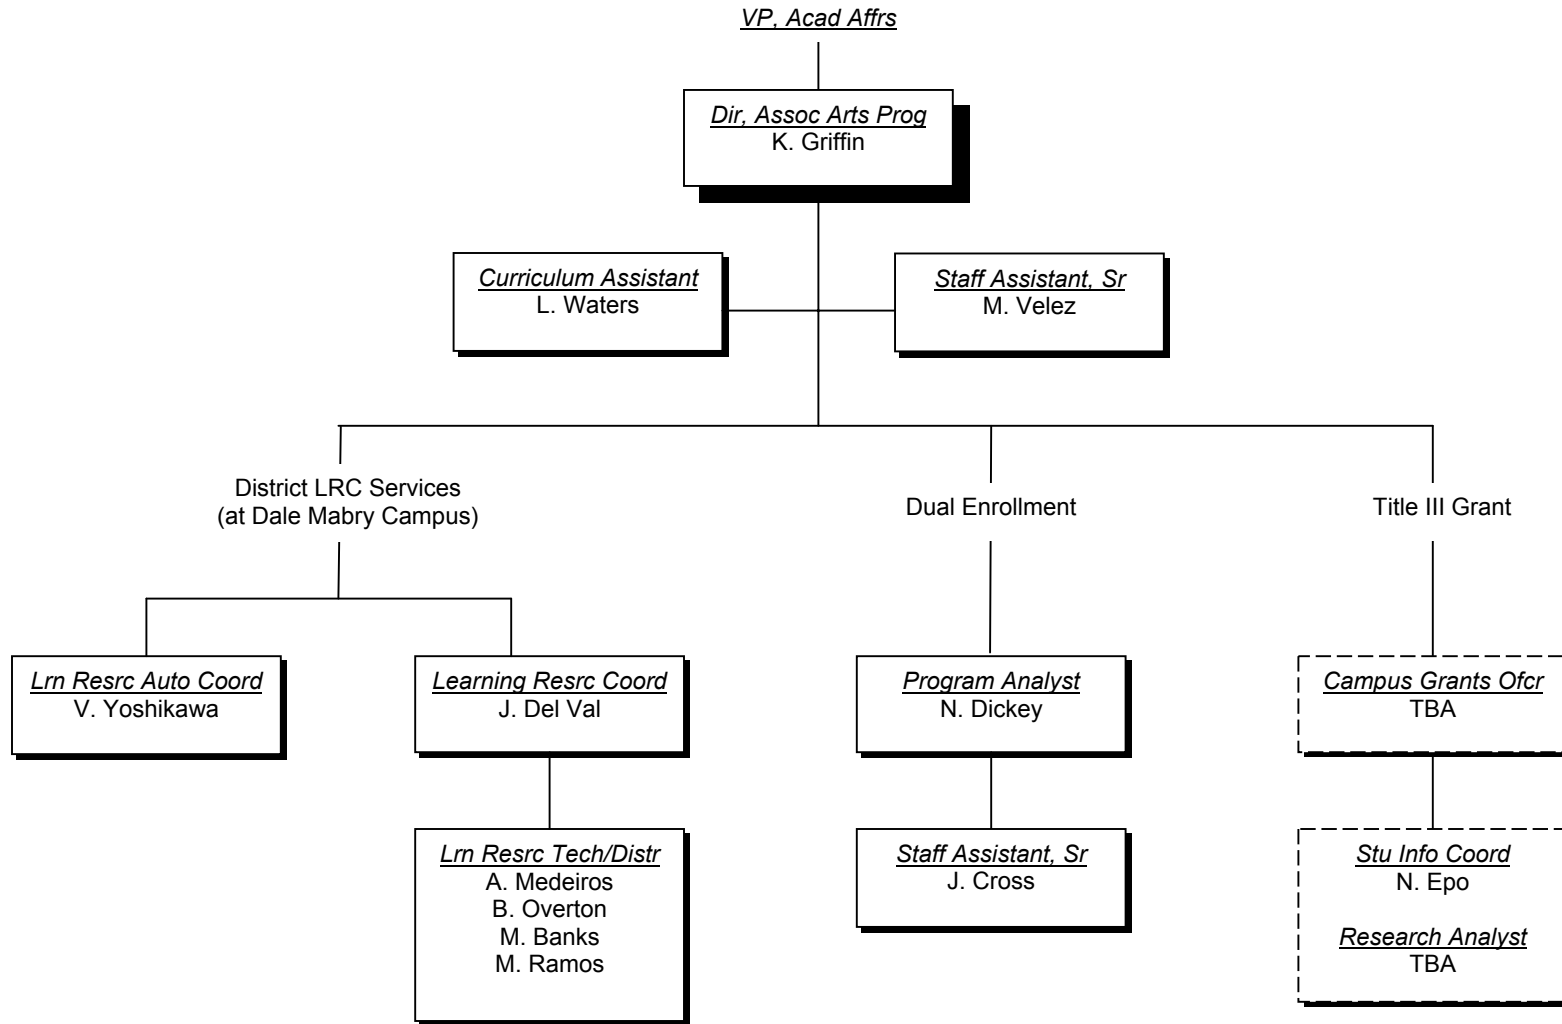 VP, Acad Affrs
Dir, Assoc Arts Prog
K. Griffin
Curriculum Assistant
L. Waters
Staff Assistant, Sr
M. Velez
District LRC Services
(at Dale Mabry Campus)
Dual Enrollment
Title III Grant
Lrn Resrc Auto Coord
V. Yoshikawa
Learning Resrc Coord
J. Del Val
Program Analyst
N. Dickey
Campus Grants Ofcr
TBA
Lrn Resrc Tech/Distr
A. Medeiros
B. Overton
M. Banks
M. Ramos
Staff Assistant, Sr
J. Cross
Stu Info Coord
N. Epo
Research Analyst
TBA